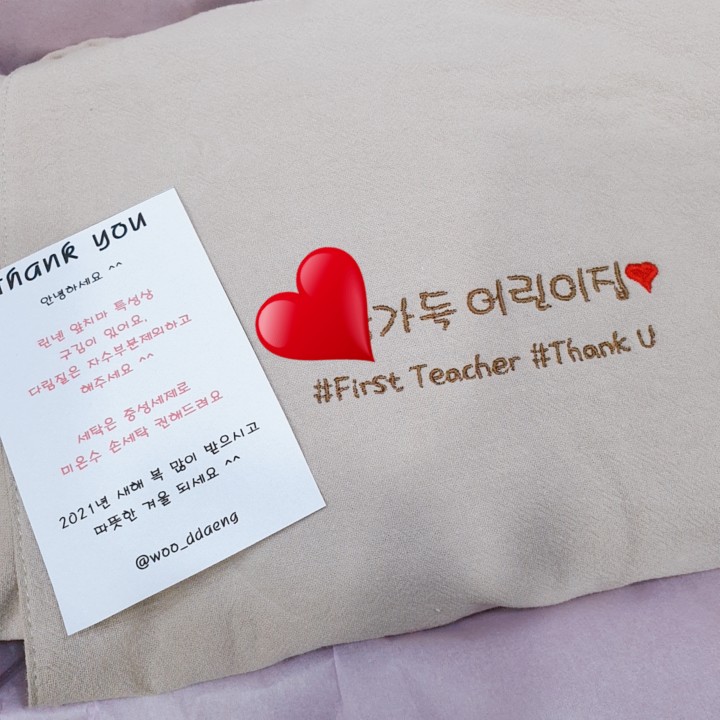 Thank you
안녕하세요 ^^
린넨 앞치마 특성상
구김이 있어요.
다림질은 자수부분제외하고
해주세요 ^^
세탁은 중성세제로
미온수 손세탁 권해드려요
2021년 새해 복 많이 받으시고
따뜻한 겨울 되세요 ^^
@woo_ddaeng
가득 어린이집
#First Teacher #Thank U